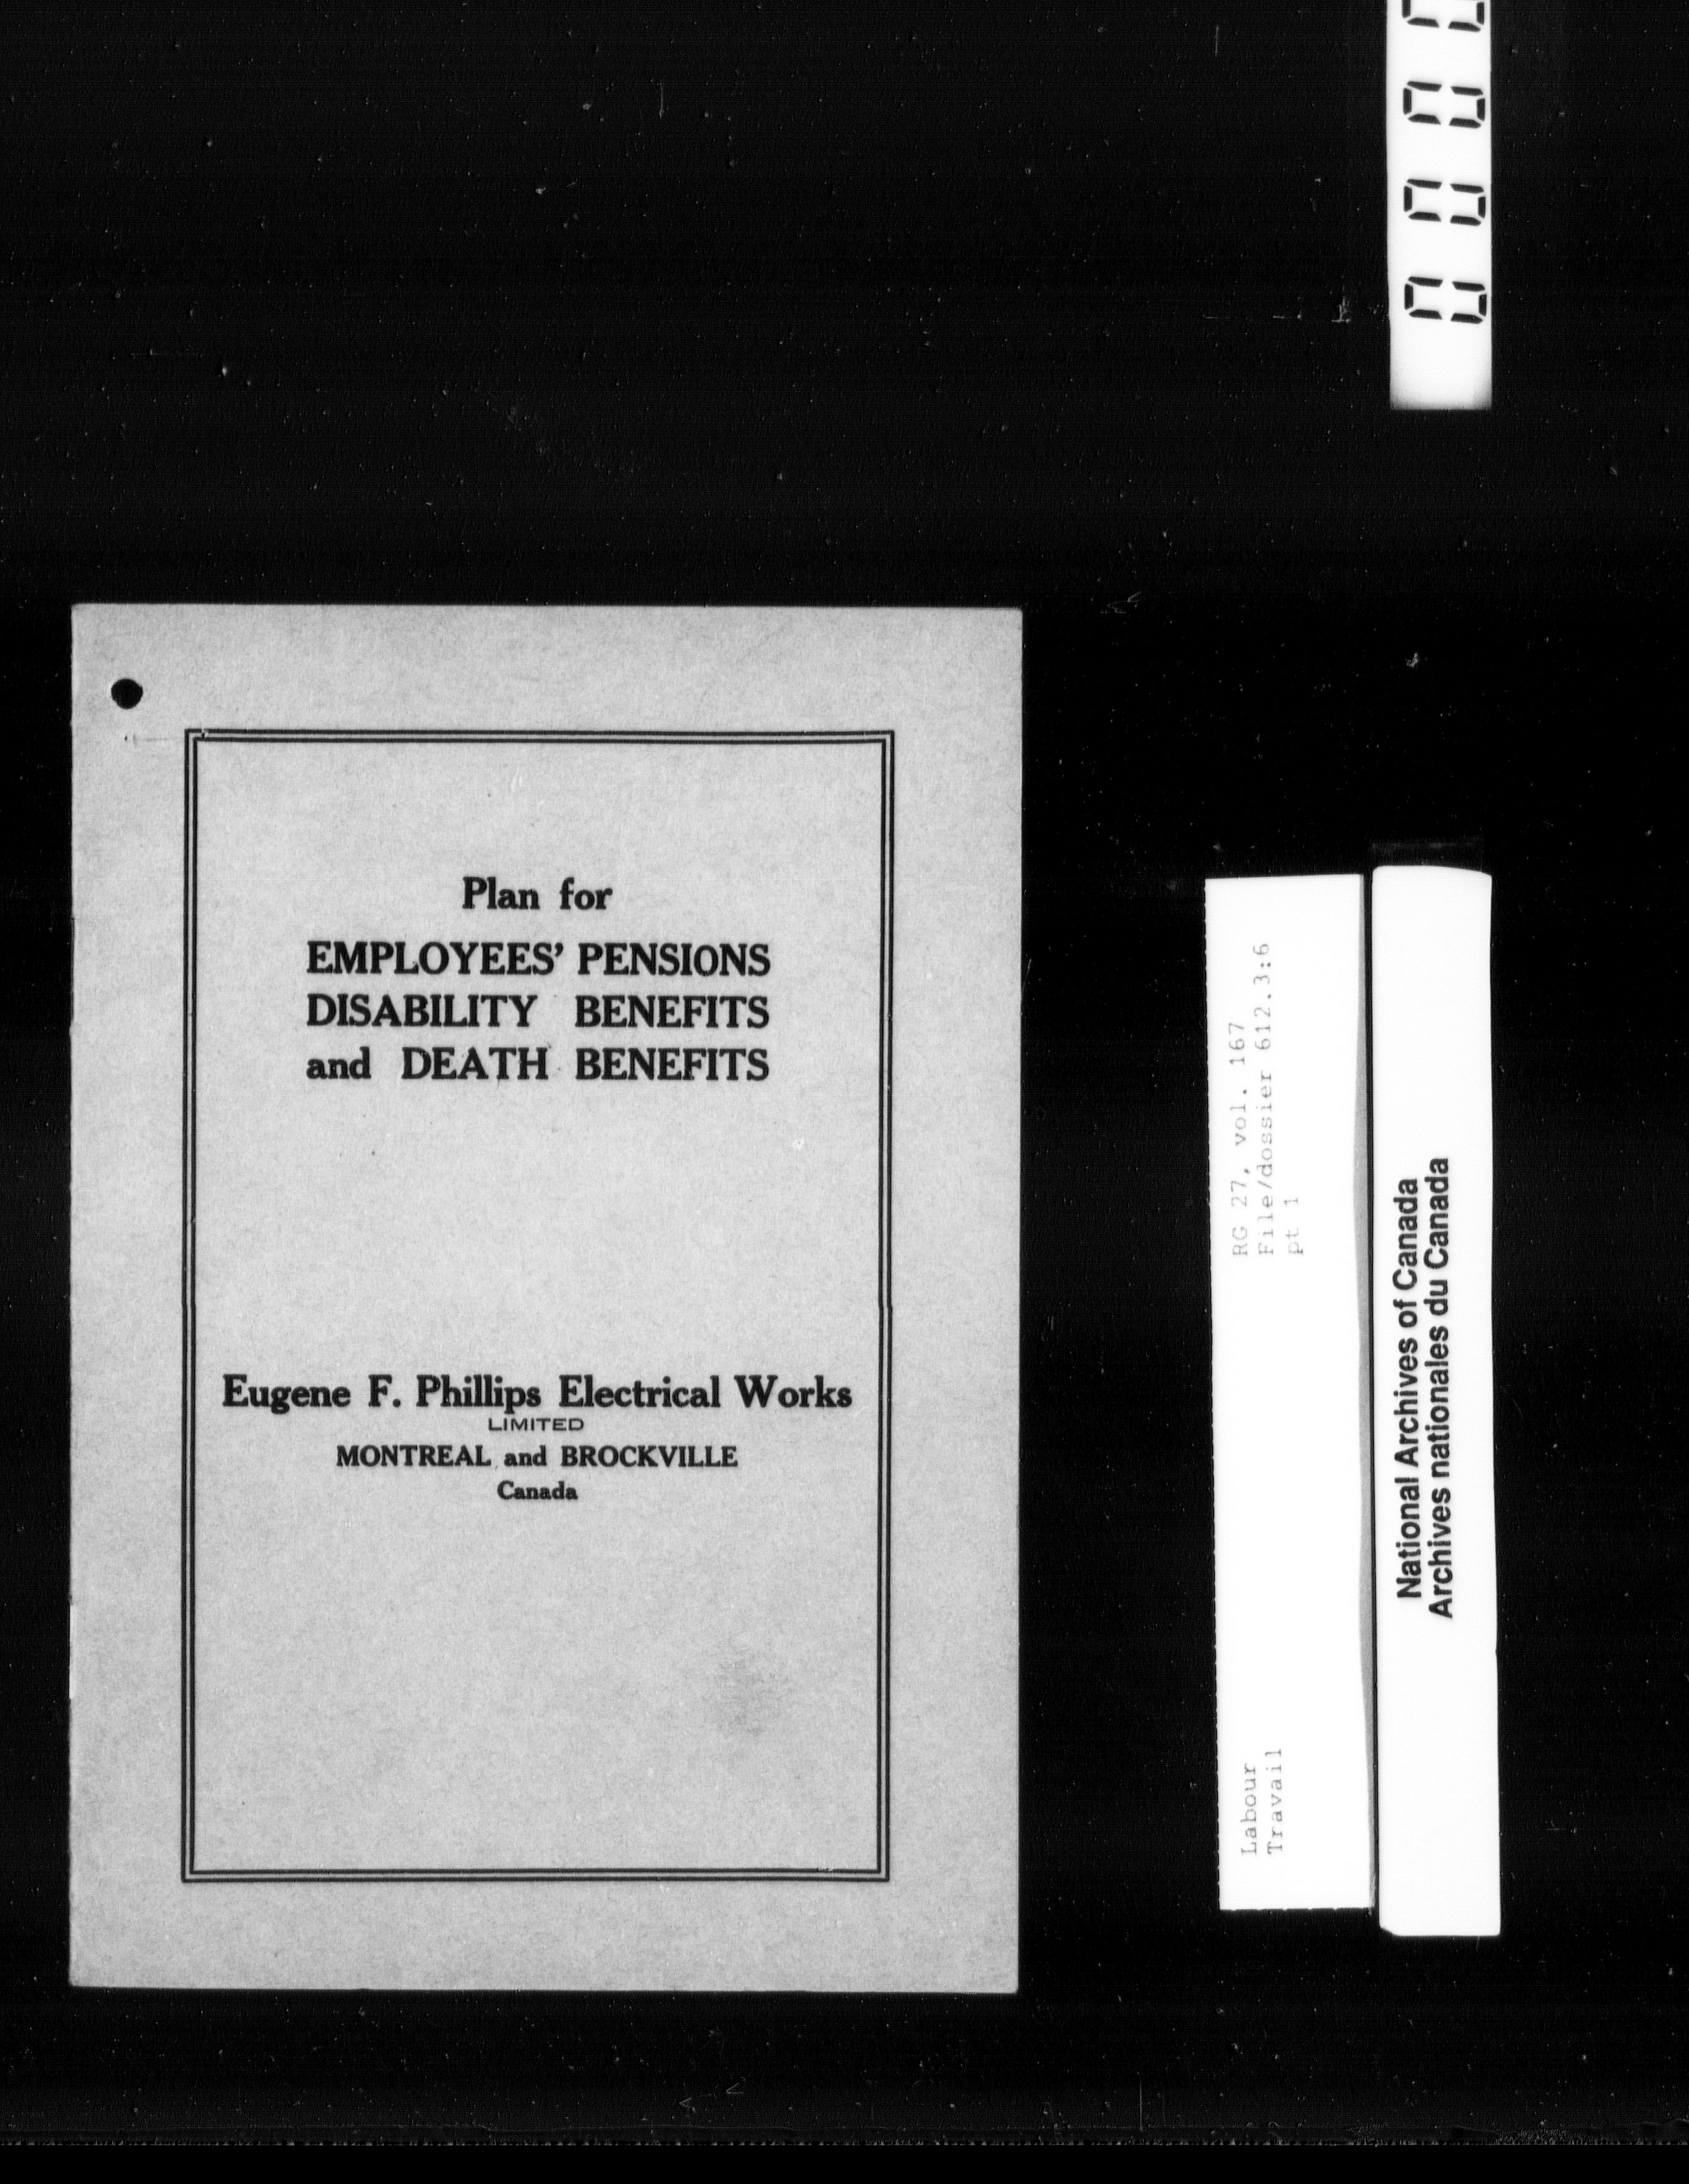 Plan for
EMPLOYEES' PENSIONS
DISABILITY BENEFITS
and DEATH BENEFITS
Eugene F. Phillips Electrical Works
LIMITED
MONTREAL and BROCKVILLE
Canada
RG 27, vol. 167
File/dossier 612.3:6
pt 1
Labour
Travail
National Archives of Canada
Archives nationales du Canada